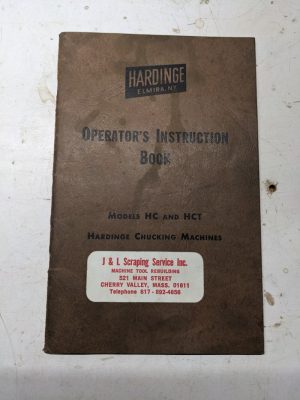 HARDINGE
ELMIRA, N.Y.
OPERATOR'S INSTRUCTION
BOOK
MODELS HC AND HCT
HARDINGE CHUCKING MACHINES
J & L Scraping Service Inc.
MACHINE TOOL REBUILDING
521 MAIN STREET
CHERRY VALLEY, MASS. 01611
Telephone 617-892-4656